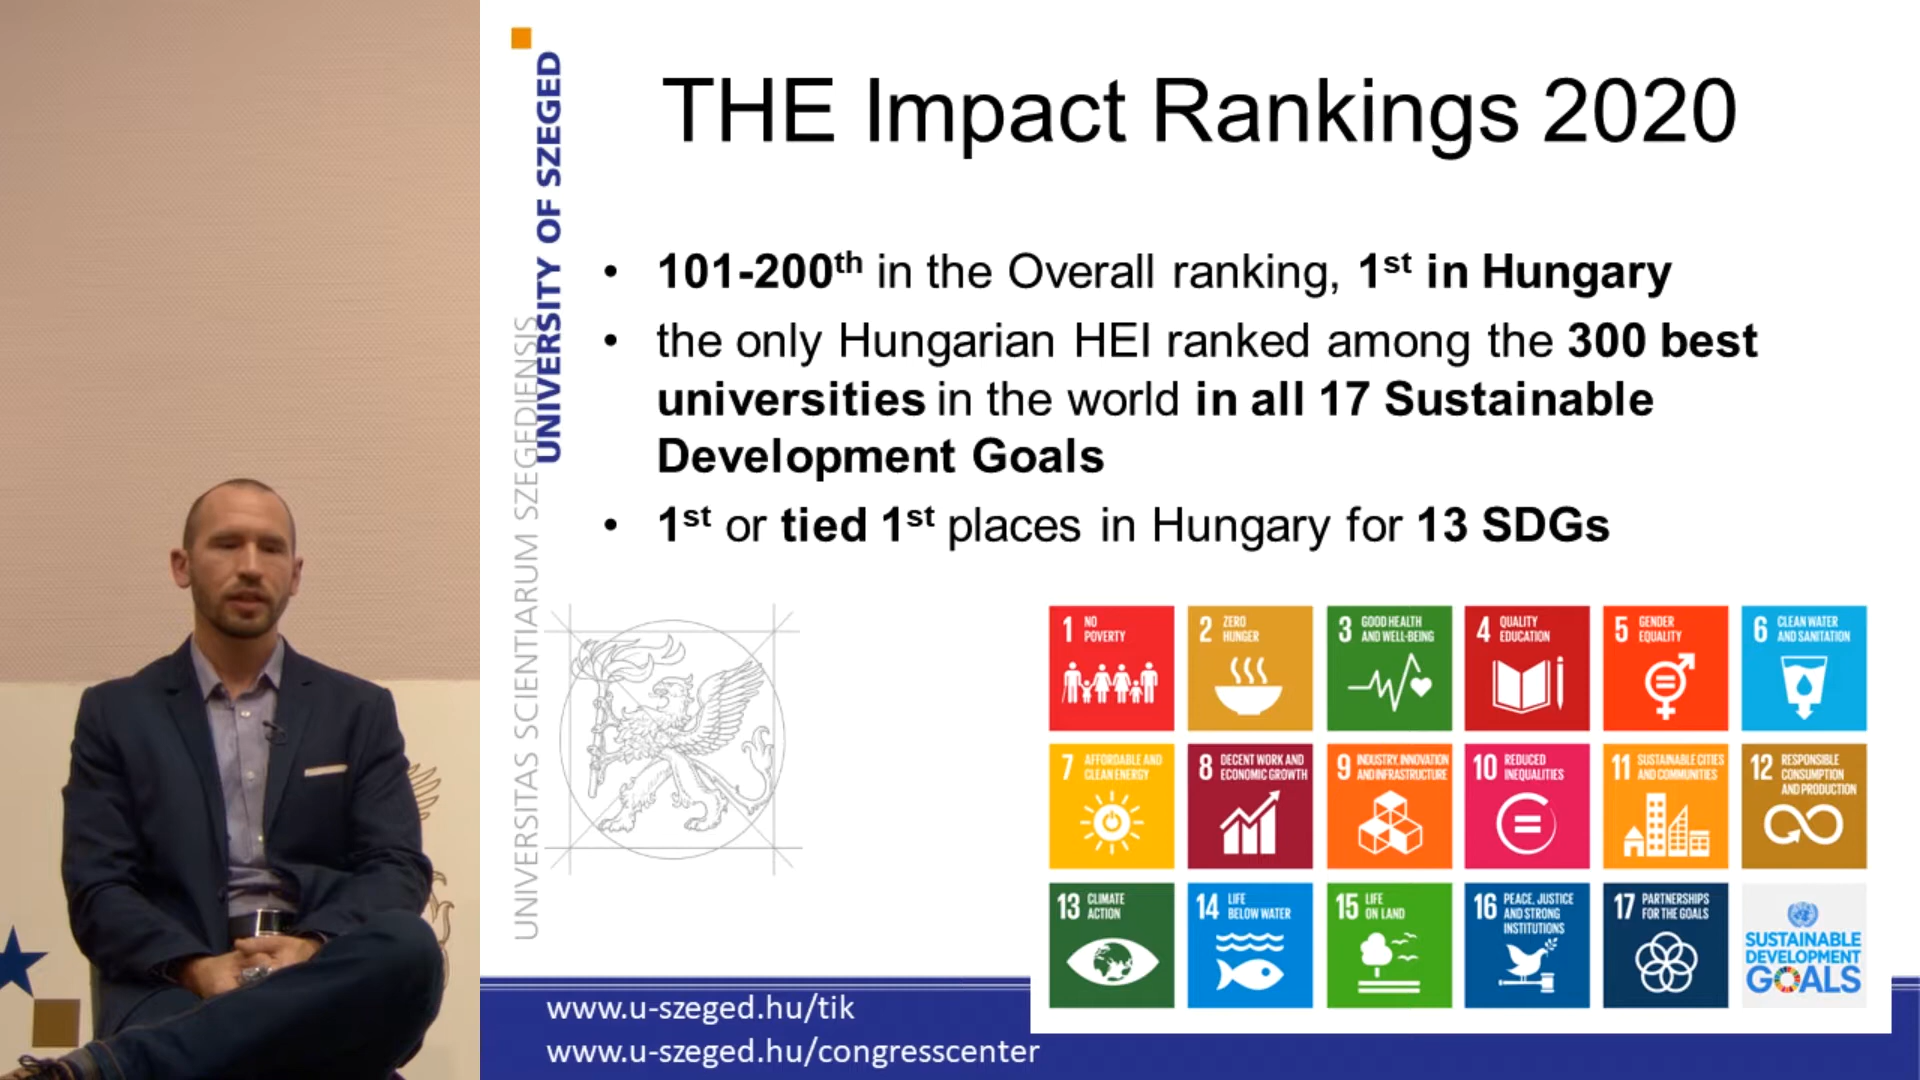 UNIVERSITY OF SZEGED
UNIVERSITAS SCIENTIARUM SZEGEDIENSIS
THE Impact Rankings 2020
• 101-200th in the Overall ranking, 1st in Hungary
• the only Hungarian HEI ranked among the 300 best
universities in the world in all 17 Sustainable
Development Goals
• 1st or tied 1st places in Hungary for 13 SDGs
1 NO
POVERTY
2 ZERO
HUNGER
3 GOOD HEALTH
AND WELL-BEING
4 QUALITY
EDUCATION
5 GENDER
EQUALITY
6 CLEAN WATER
AND SANITATION
7 AFFORDABLE AND
CLEAN ENERGY
8 DECENT WORK AND
ECONOMIC GROWTH
9 INDUSTRY, INNOVATION
AND INFRASTRUCTURE
10 REDUCED
INEQUALITIES
11 SUSTAINABLE CITIES
AND COMMUNITIES
12 RESPONSIBLE
CONSUMPTION
AND PRODUCTION
13 CLIMATE
ACTION
14 LIFE
BELOW WATER
15 LIFE
ON LAND
16 PEACE, JUSTICE
AND STRONG
INSTITUTIONS
17 PARTNERSHIPS
FOR THE GOALS
SUSTAINABLE
DEVELOPMENT
GOALS
www.u-szeged.hu/tik
www.u-szeged.hu/congresscenter